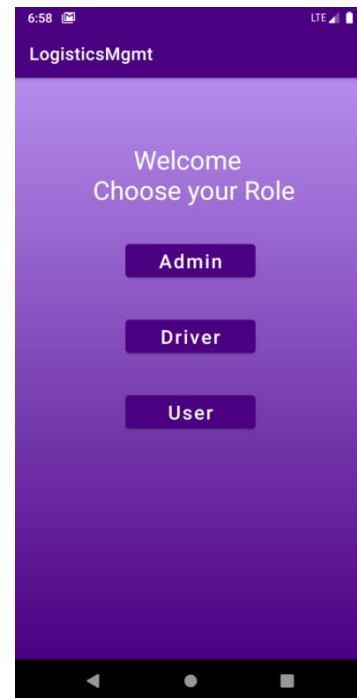 6:58 LTE
LogisticsMgmt
Welcome
Choose your Role
Admin
Driver
User